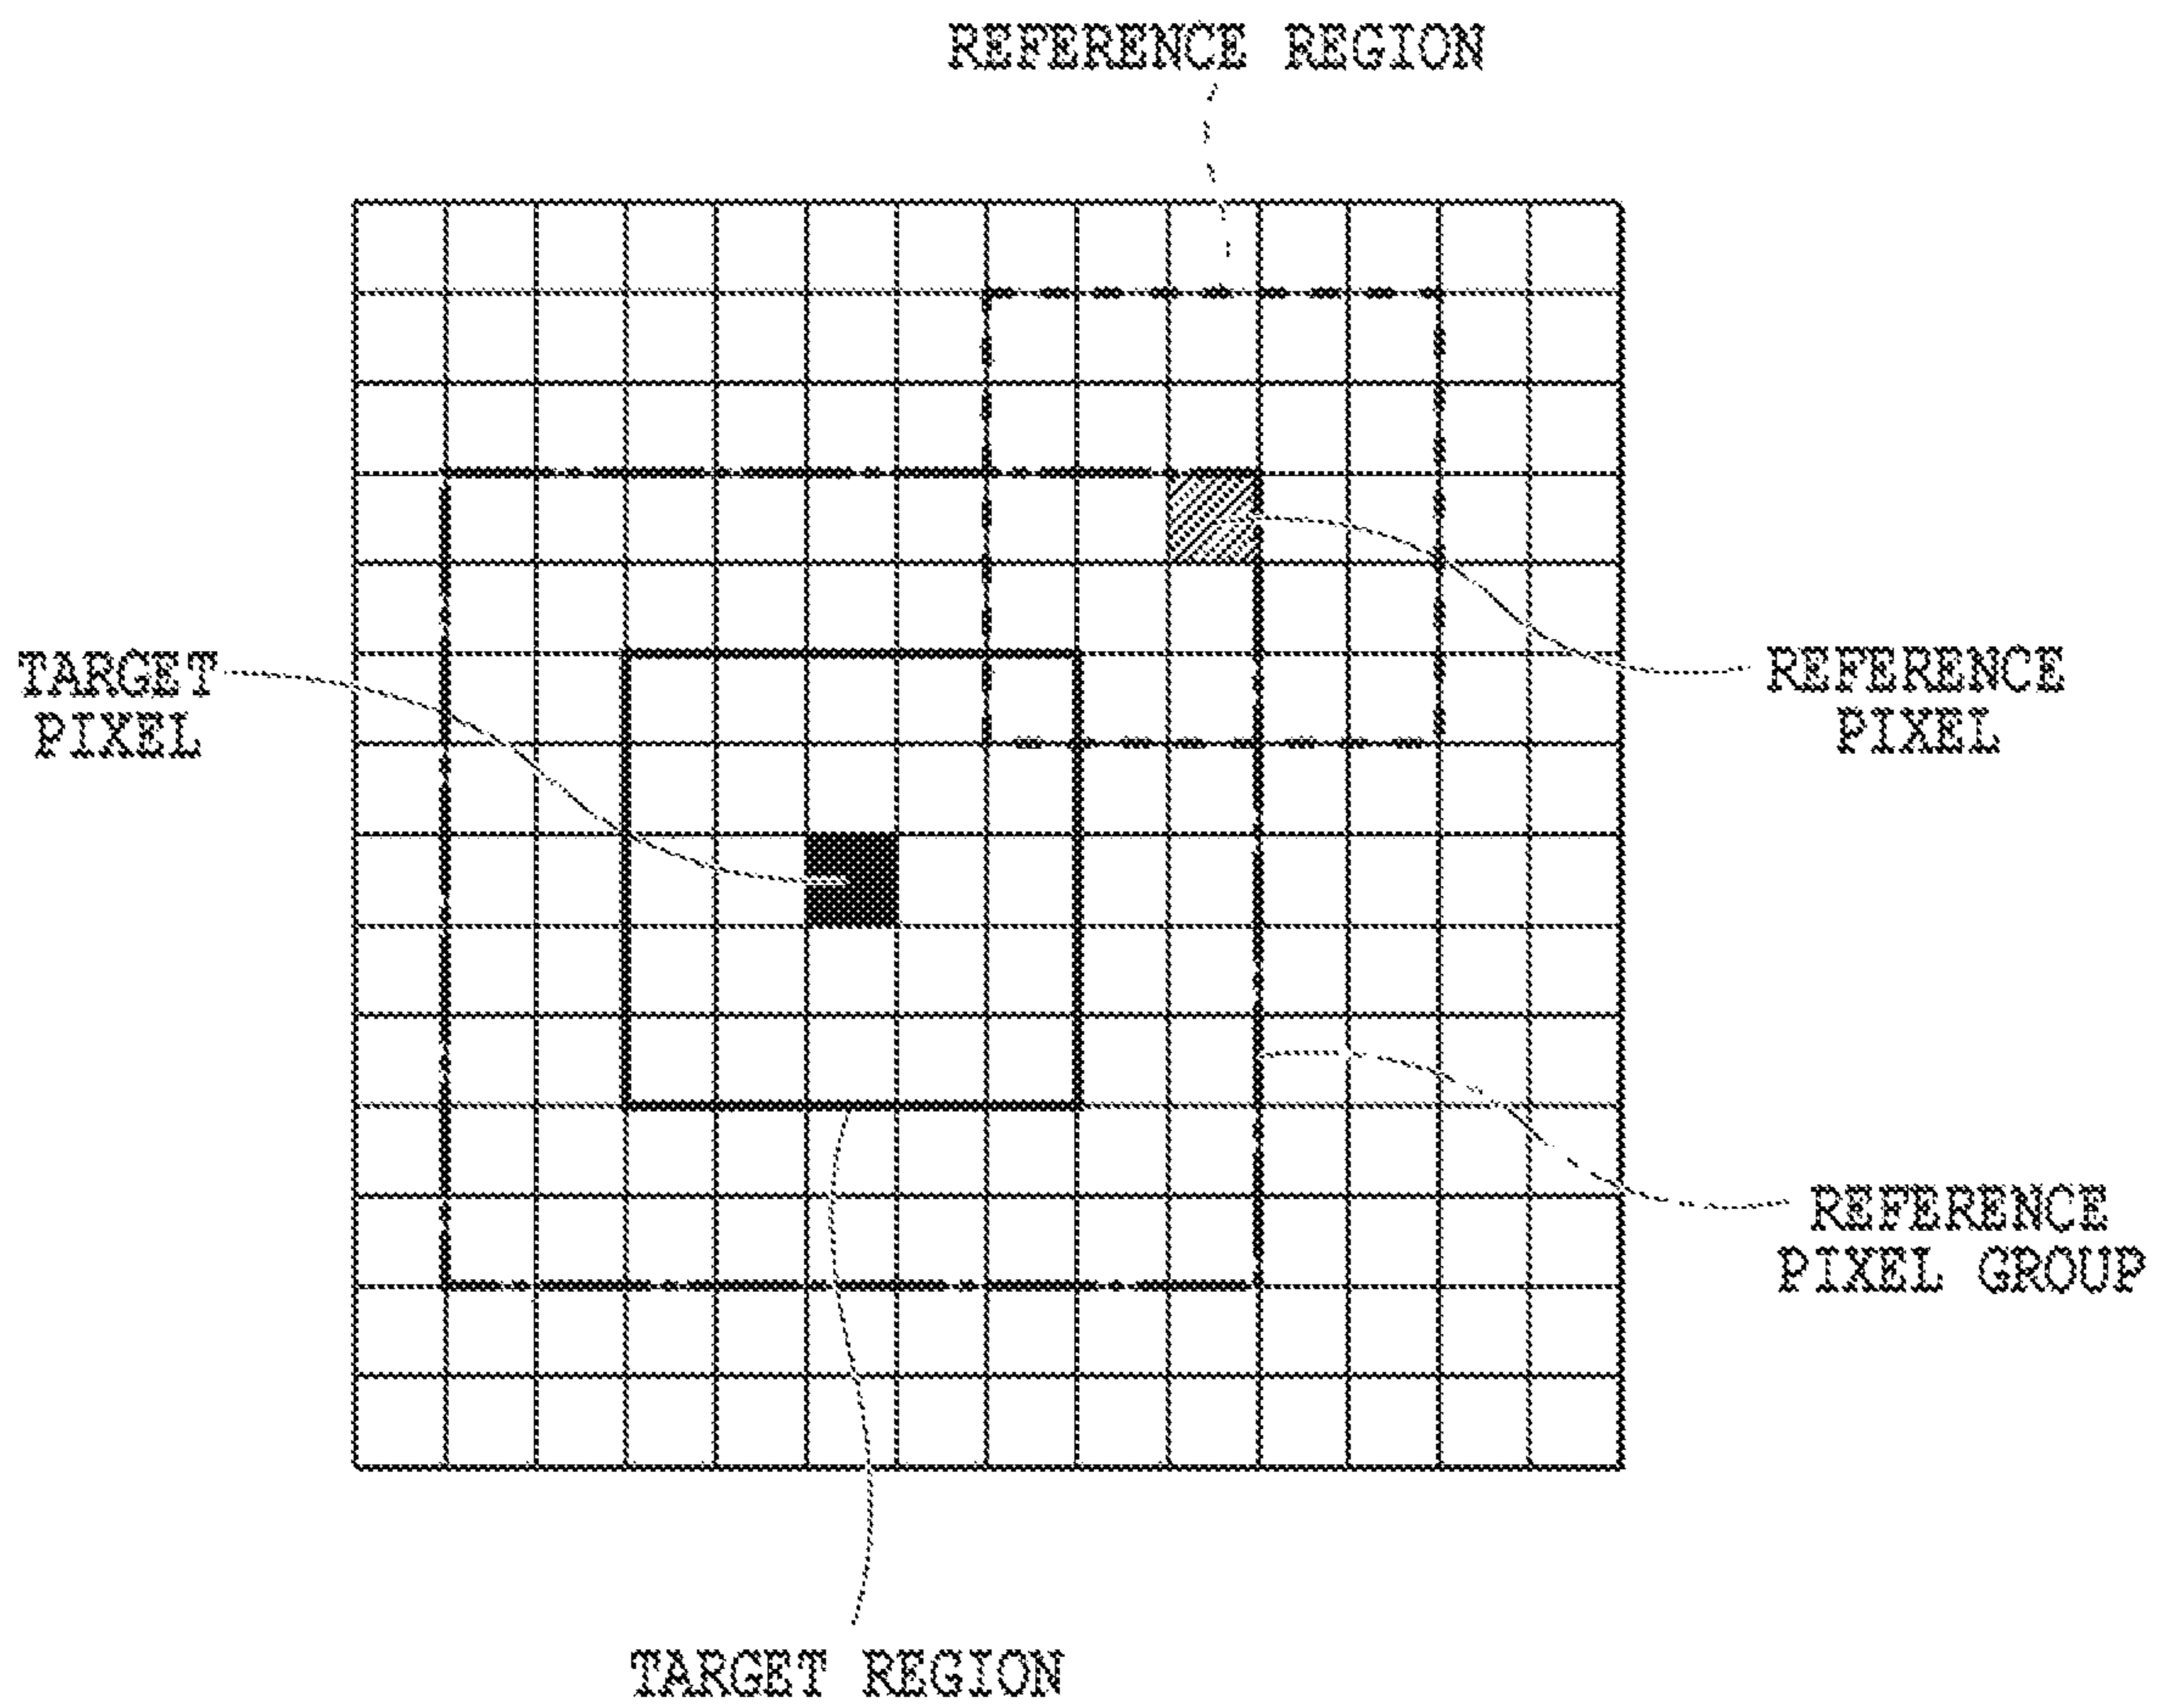 REFERENCE REGION
TARGET
PIXEL
REFERENCE
PIXEL
REFERENCE
PIXEL GROUP
TARGET REGION